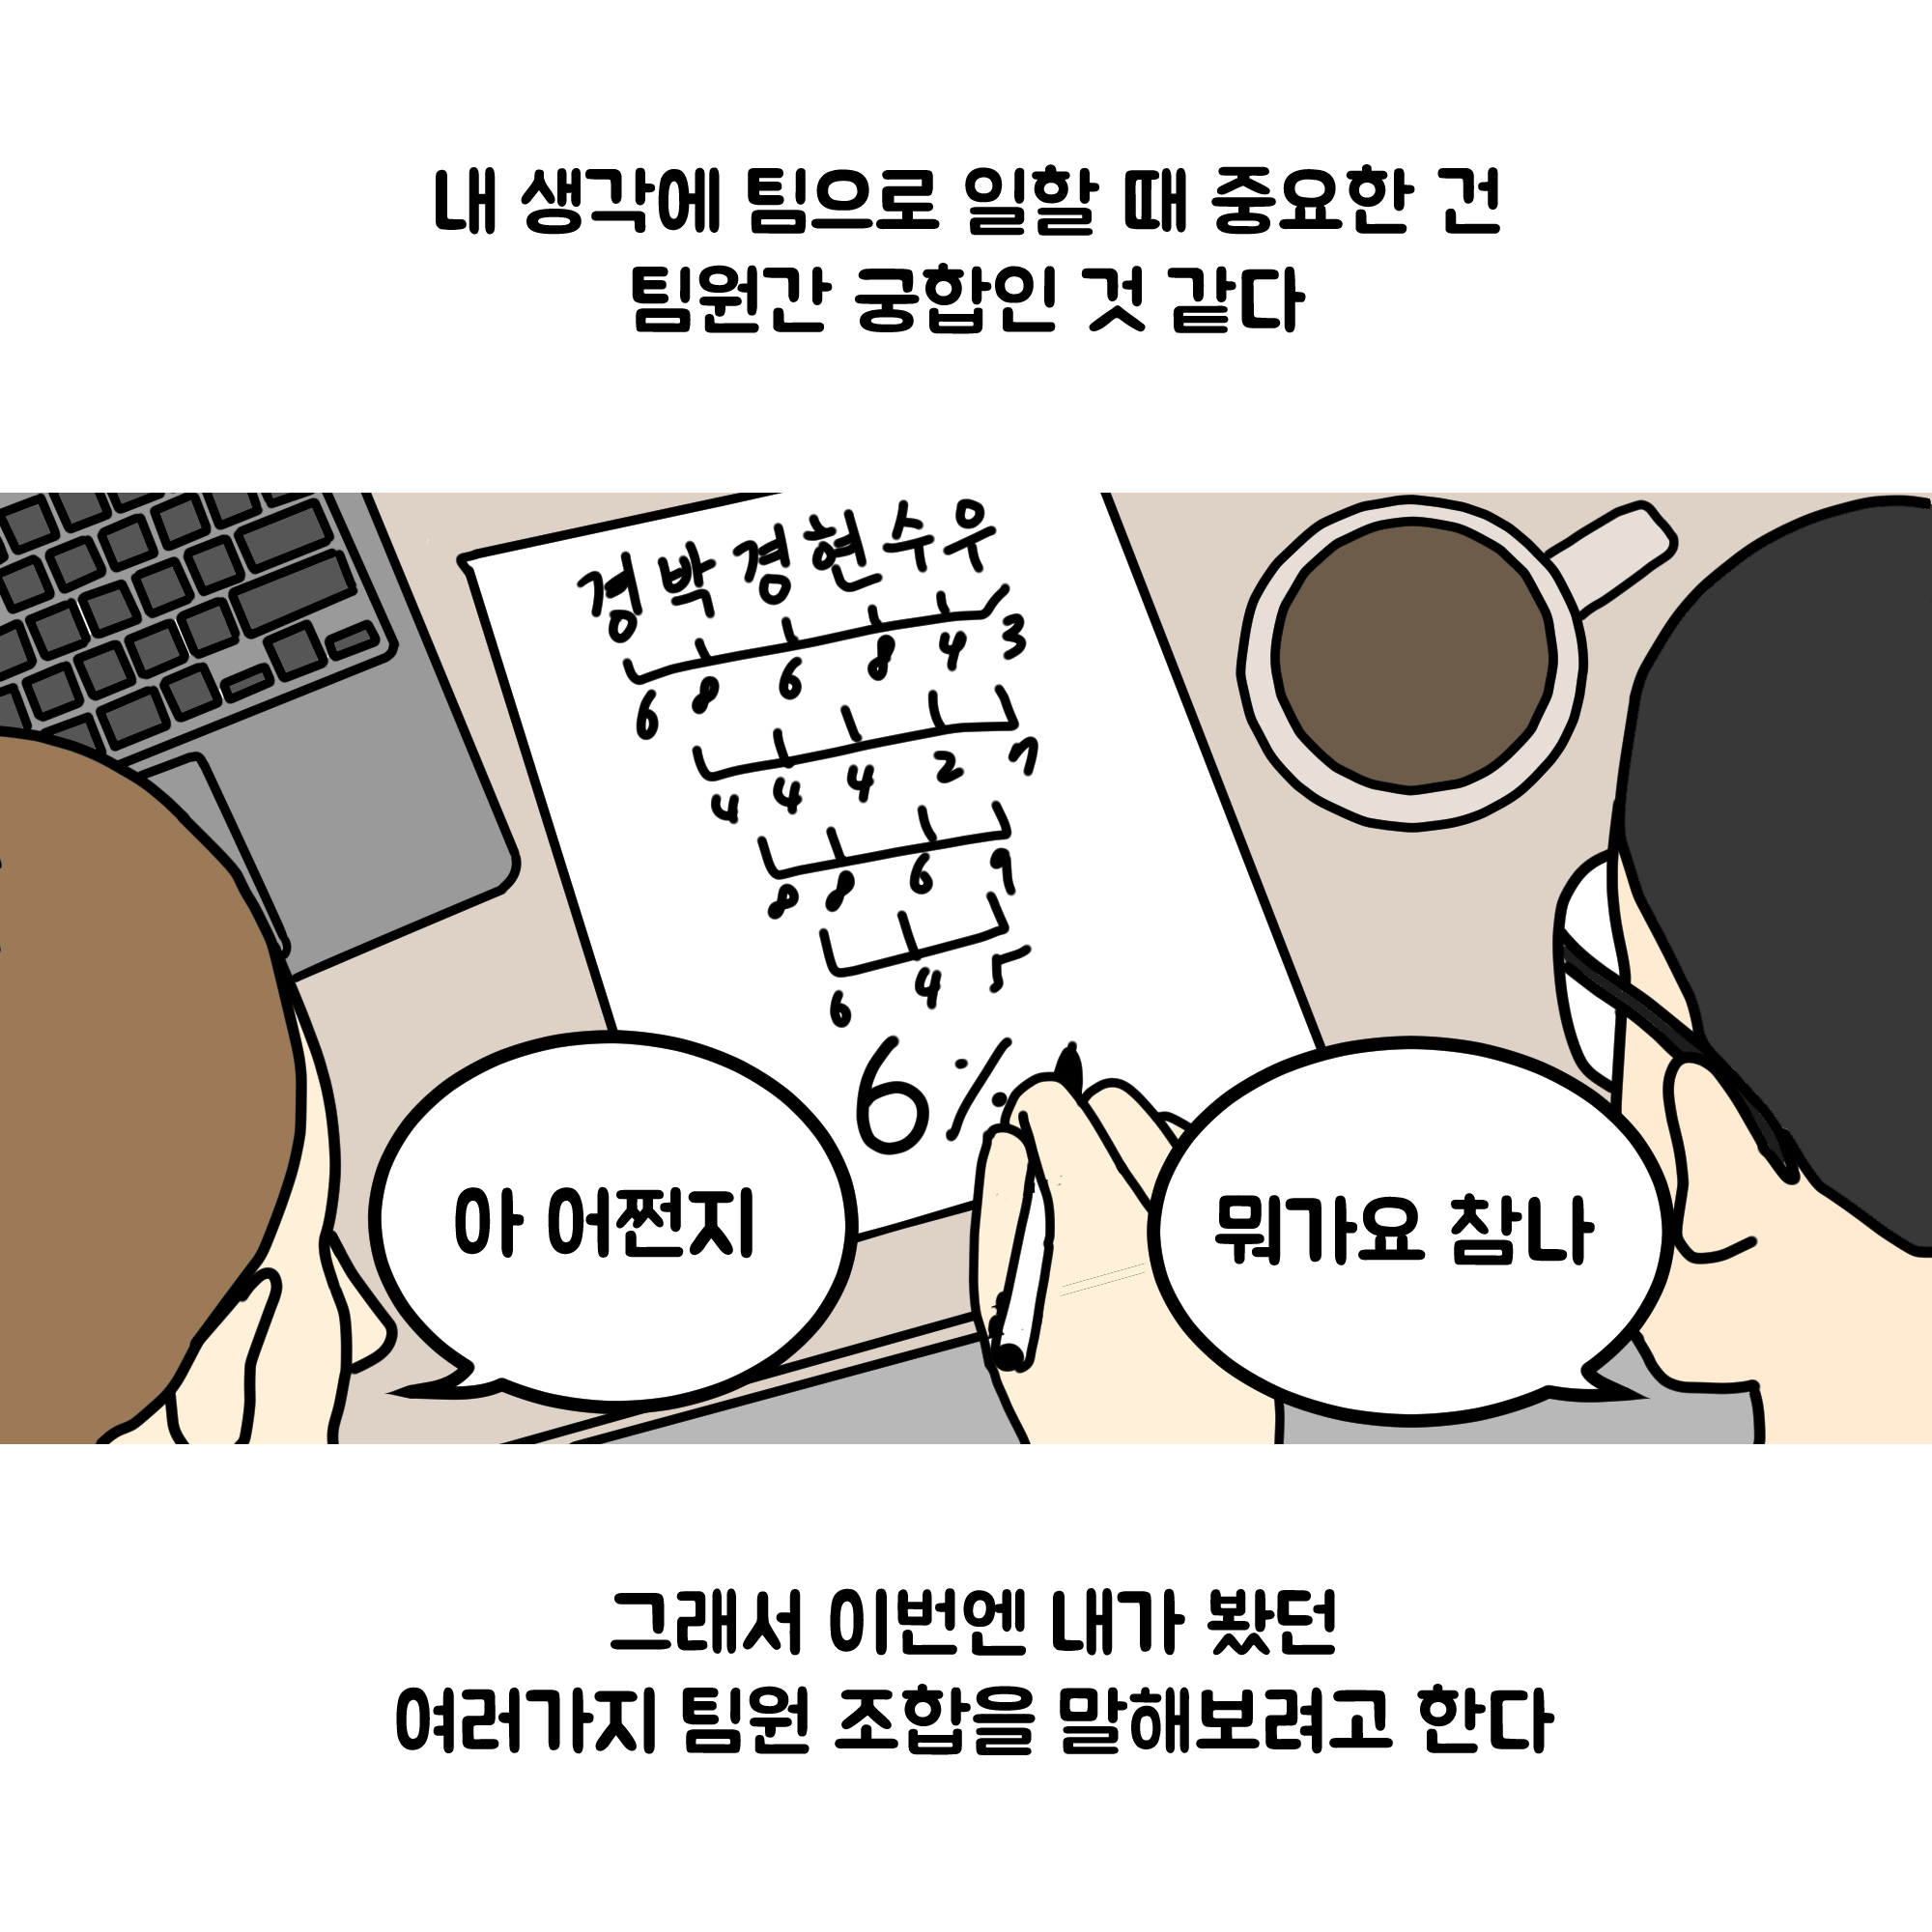 내 생각에 팀으로 일할 때 중요한 건
팀원간 궁합인 것 같다
정박경현수우
6 8 6 8 4 3
4 4 4 2 7
8 8 6 9
6 4 5
6%
아 어쩐지
뭐가요 참나
그래서 이번엔 내가 봤던
여러가지 팀원 조합을 말해보려고 한다